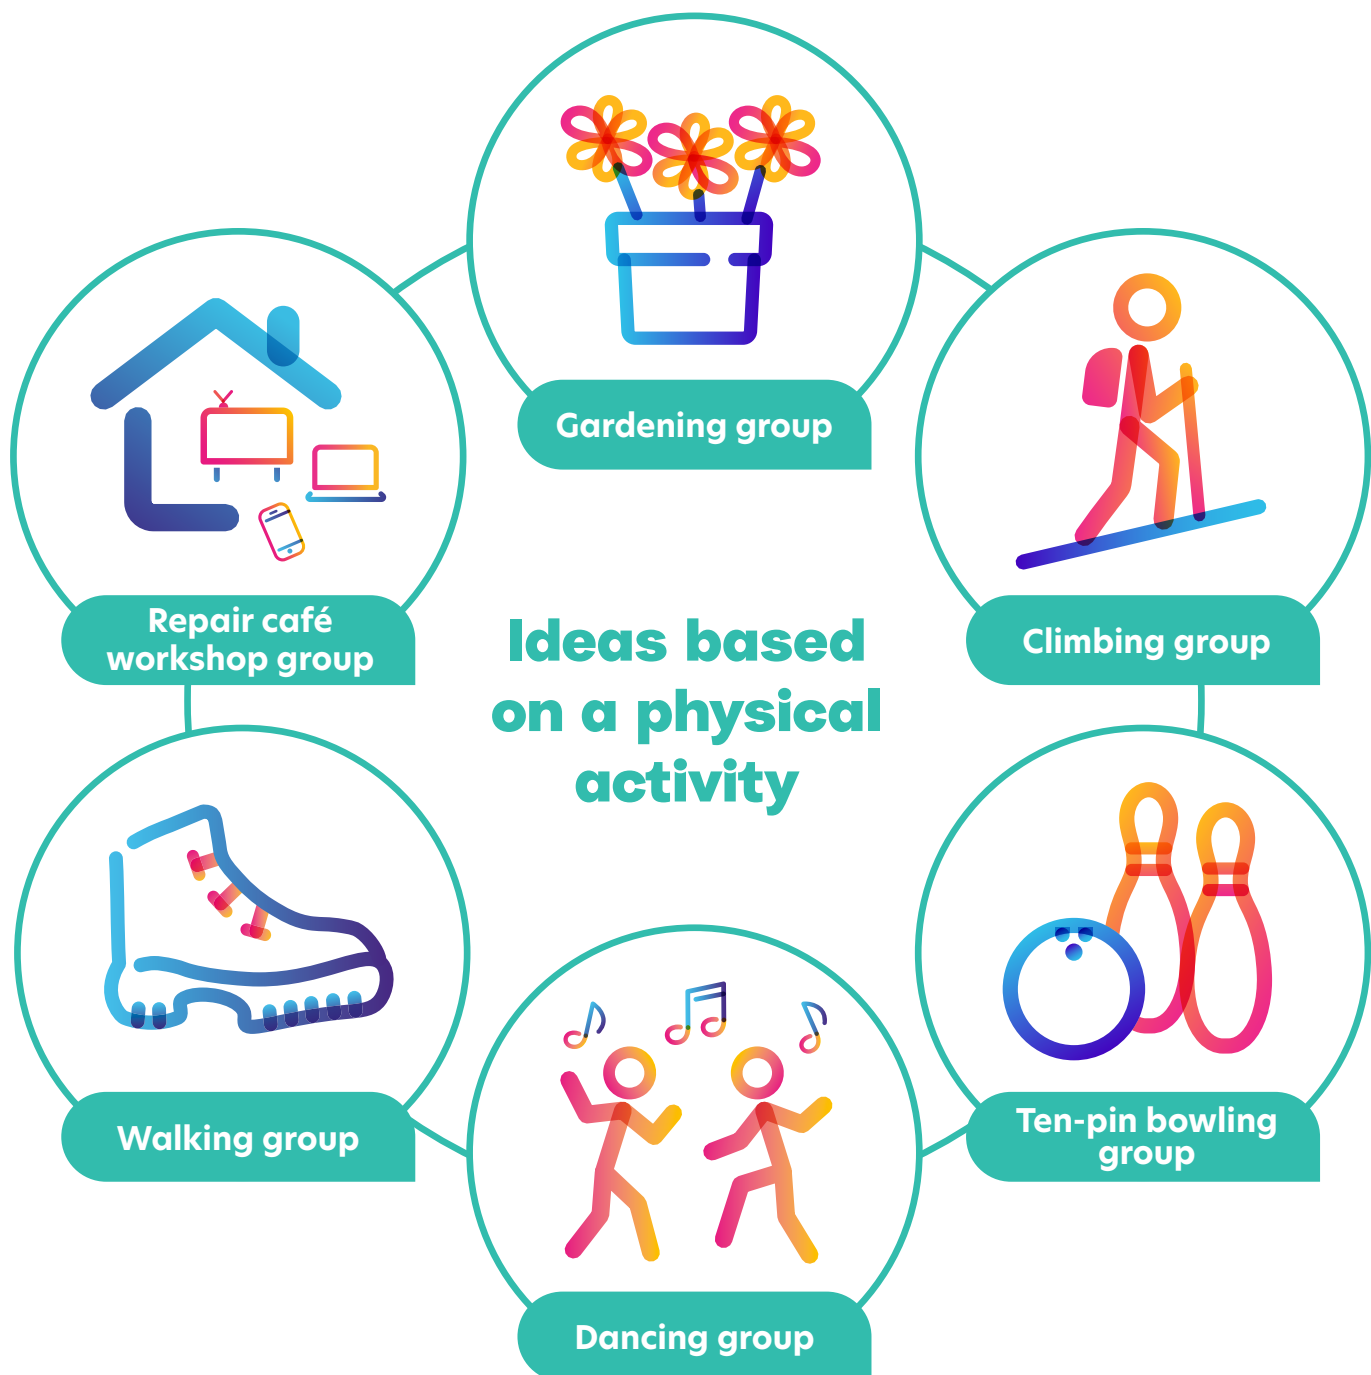 Gardening group
Repair café
workshop group
Climbing group
Ideas based
on a physical
activity
Walking group
Ten-pin bowling
group
Dancing group